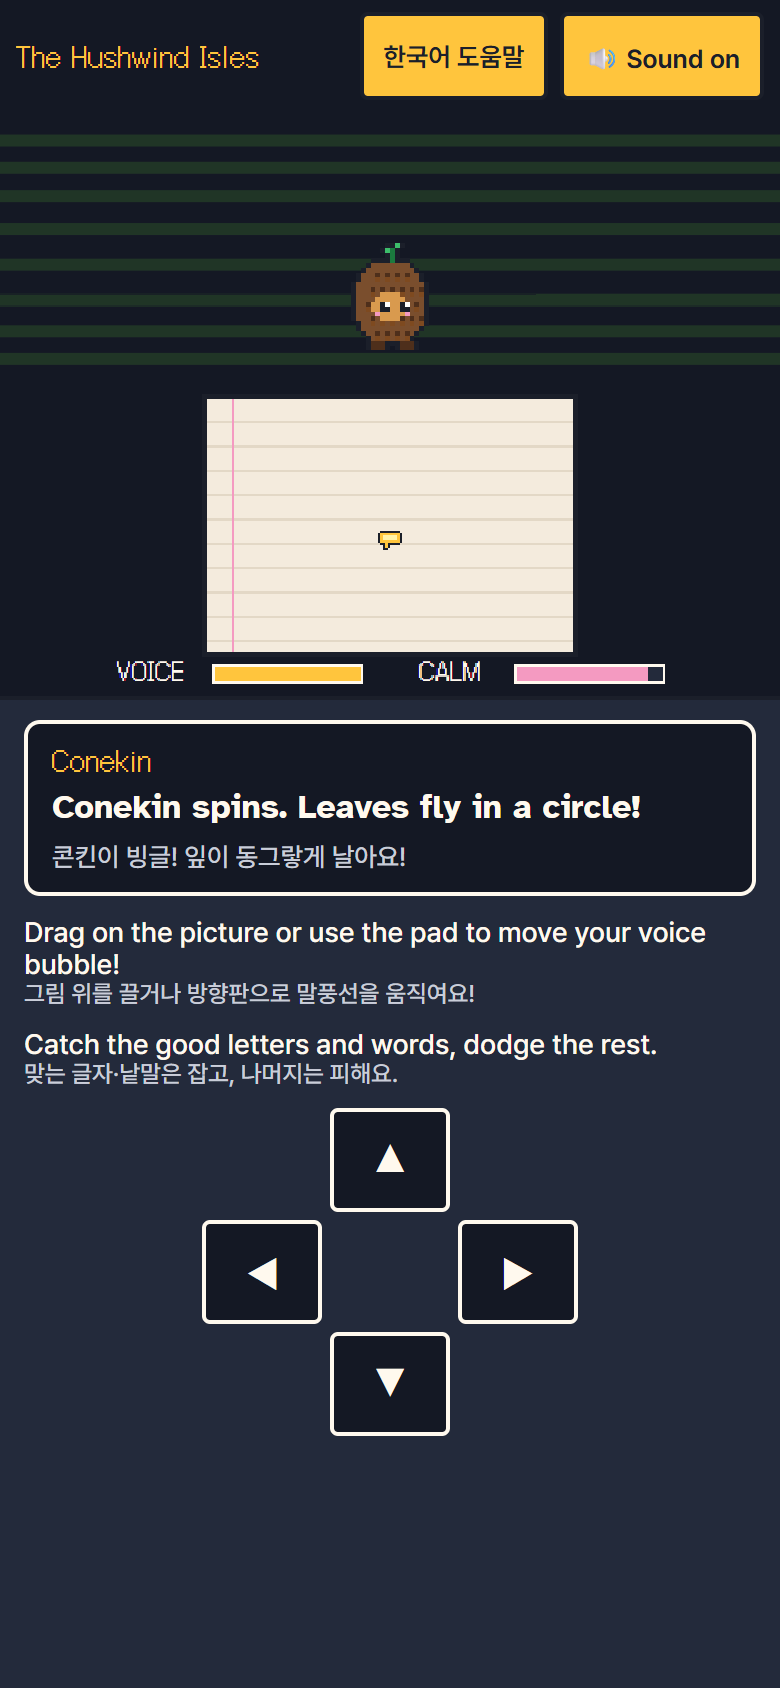 The Hushwind Isles
한국어 도움말
Sound on
VOICE
CALM
Conekin
Conekin spins. Leaves fly in a circle!
콘킨이 빙글! 잎이 동그랗게 날아요!
Drag on the picture or use the pad to move your voice
bubble!
그림 위를 끌거나 방향판으로 말풍선을 움직여요!
Catch the good letters and words, dodge the rest.
맞는 글자·낱말은 잡고, 나머지는 피해요.